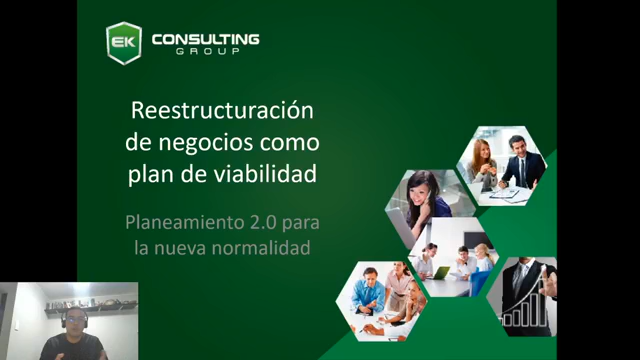 EK
CONSULTING
GROUP
Reestructuración
de negocios como
plan de viabilidad
Planeamiento 2.0 para
la nueva normalidad